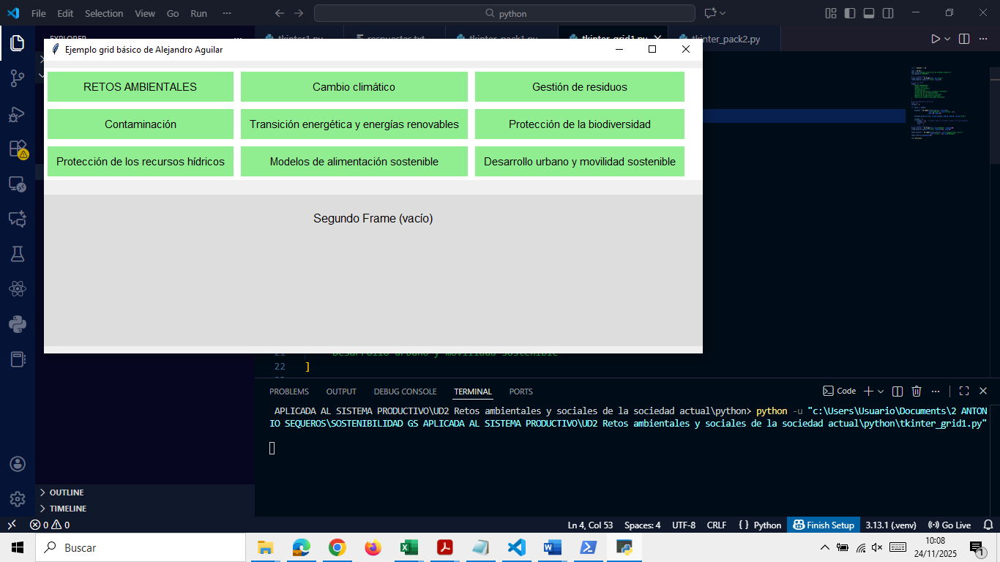 File Edit Selection View Go Run ···
python
EXPLORER
tkinter1.py respuestas.txt tkinter_pack1.py tkinter_grid1.py tkinter_pack2.py
Ejemplo grid básico de Alejandro Aguilar
RETOS AMBIENTALES Cambio climático Gestión de residuos
Contaminación Transición energética y energías renovables Protección de la biodiversidad
Protección de los recursos hídricos Modelos de alimentación sostenible Desarrollo urbano y movilidad sostenible
Segundo Frame (vacío)
21 Desarrollo urbano y movilidad sostenible
22 ]
PROBLEMS OUTPUT DEBUG CONSOLE TERMINAL PORTS Code
APLICADA AL SISTEMA PRODUCTIVO\UD2 Retos ambientales y sociales de la sociedad actual\python> python -u "c:\Users\Usuario\Documents\2 ANTON
IO SEQUEROS\SOSTENIBILIDAD GS APLICADA AL SISTEMA PRODUCTIVO\UD2 Retos ambientales y sociales de la sociedad actual\python\tkinter_grid1.py"
OUTLINE
TIMELINE
0 0 Ln 4, Col 53 Spaces: 4 UTF-8 CRLF { } Python Finish Setup 3.13.1 (.venv) Go Live
Buscar
10:08
24/11/2025
1